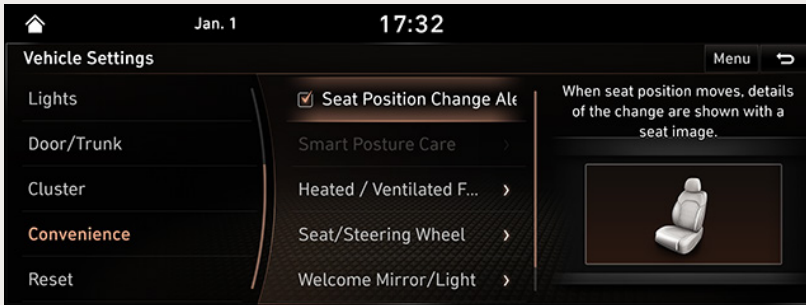 Jan. 1
17:32
Vehicle Settings
Menu
Lights
Door/Trunk
Cluster
Convenience
Reset
Seat Position Change Ale
Smart Posture Care
Heated / Ventilated F...
Seat/Steering Wheel
Welcome Mirror/Light
When seat position moves, details
of the change are shown with a
seat image.